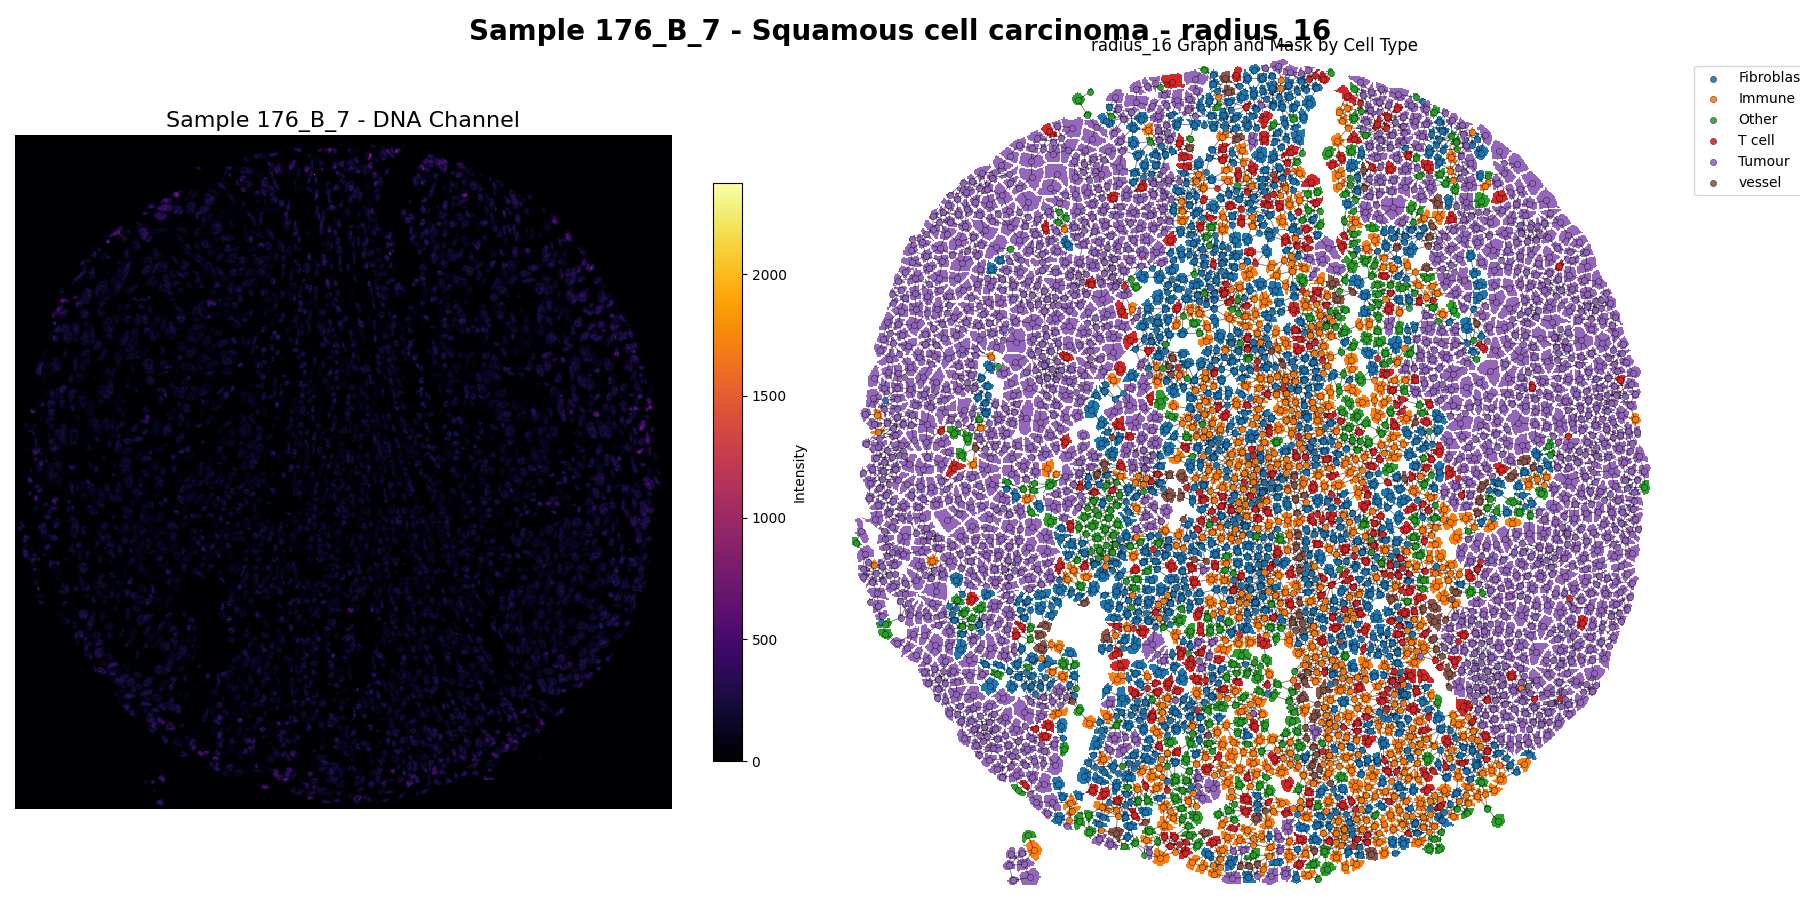 Sample 176_B_7 - Squamous cell carcinoma - radius_16
radius_16 Graph and Mask by Cell Type
Sample 176_B_7 - DNA Channel
2000
1500
1000
500
0
Intensity
Fibroblas
Immune
Other
T cell
Tumour
vessel